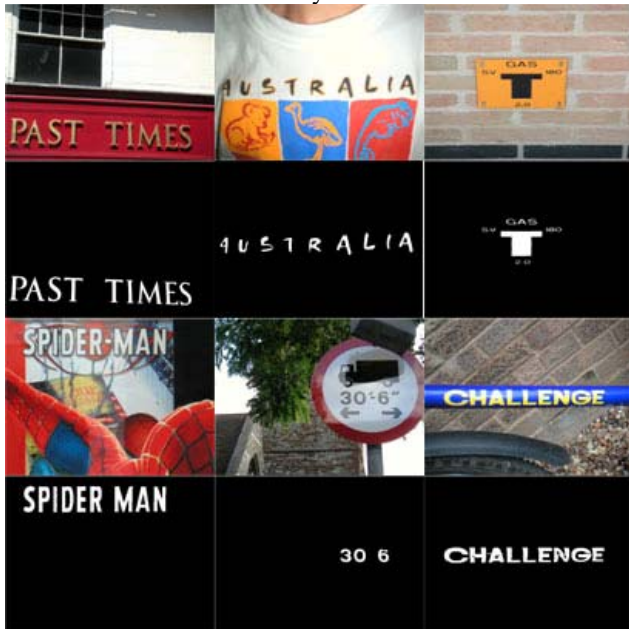 PAST TIMES
AUSTRALIA
GAS
SV 180
2.0
PAST TIMES
AUSTRALIA
GAS
SV 180
2.0
SPIDER-MAN
30'-6"
CHALLENGE
SPIDER MAN
30 6
CHALLENGE